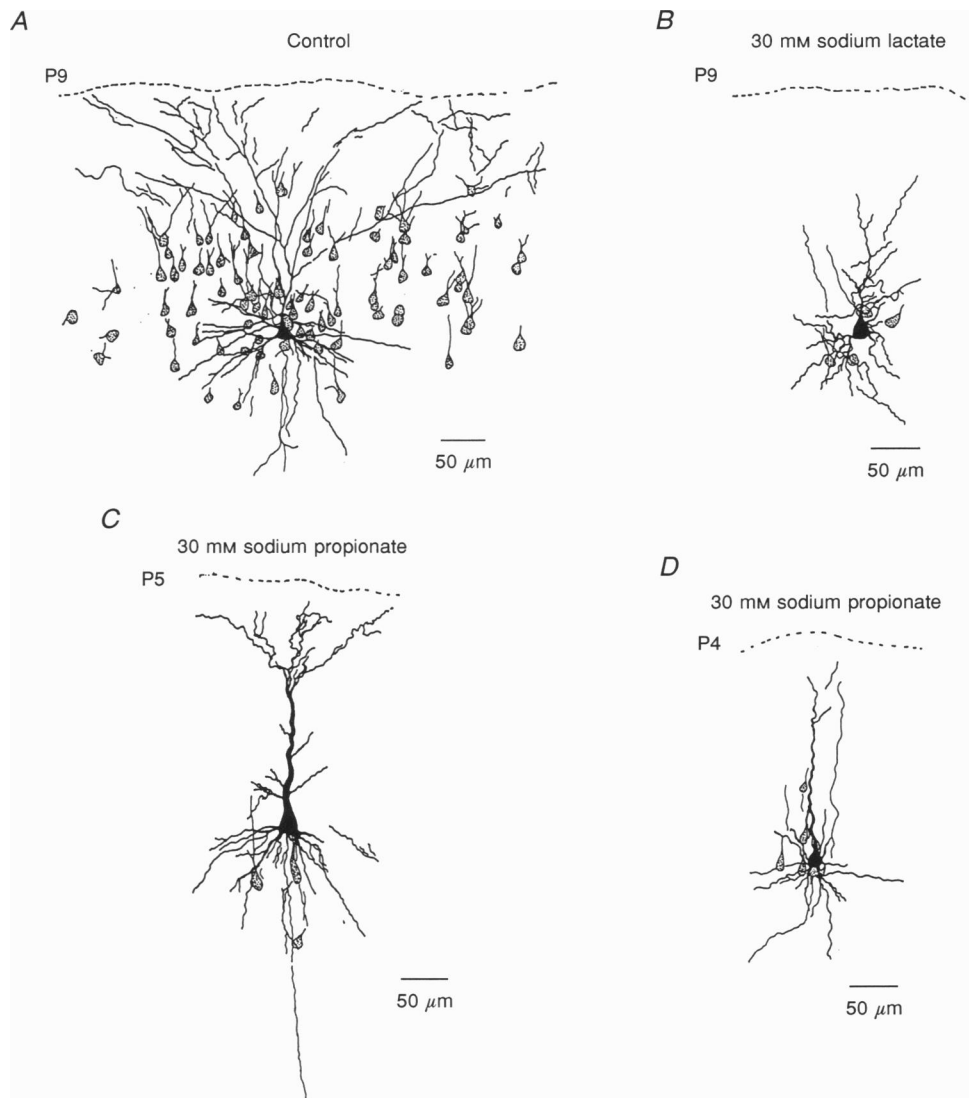 A
Control
P9
50 μm
B
30 mM sodium lactate
P9
50 μm
C
30 mM sodium propionate
P5
50 μm
D
30 mM sodium propionate
P4
50 μm